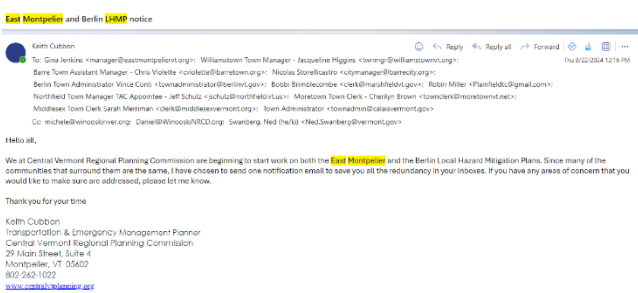 East Montpelier and Berlin LHMP notice
Keith Cubbon
Reply Reply all Forward
To: Gina Jenkins <manager@eastmontpeliervt.org>; Williamstown Town Manager - Jacqueline Higgins <twnmgr@williamstownvt.org>;
Thu 8/22/2024 12:16 PM
Barre Town Assistant Manager - Chris Violette <cviolette@barretown.org>; Nicolas Storellicastro <citymanager@barrecity.org>;
Berlin Town Administrator Vince Conti <townadministrator@berlinvt.gov>; Bobbi Brimblecombe <clerk@marshfieldvt.gov>; Robin Miller <Plainfieldtc@gmail.com>;
Northfield Town Manager TAC Appointee - Jeff Schulz <jschulz@northfield.vt.us>; Moretown Town Clerk - Cherilyn Brown <townclerk@moretownvt.net>;
Middlesex Town Clerk Sarah Merriman <clerk@middlesexvermont.org>; Town Administrator <townadmin@calaisvermont.gov>
Cc: michele@winooskiriver.org; Daniel@WinooskiNRCD.org; Swanberg, Ned (he/ki) <Ned.Swanberg@vermont.gov>
Hello all,
We at Central Vermont Regional Planning Commission are beginning to start work on both the East Montpelier and the Berlin Local Hazard Mitigation Plans. Since many of the
communities that surround them are the same, I have chosen to send one notification email to save you all the redundancy in your inboxes. If you have any areas of concern that you
would like to make sure are addressed, please let me know.
Thank you for your time
Keith Cubbon
Transportation & Emergency Management Planner
Central Vermont Regional Planning Commission
29 Main Street, Suite 4
Montpelier, VT 05602
802-262-1022
www.centralvtplanning.org